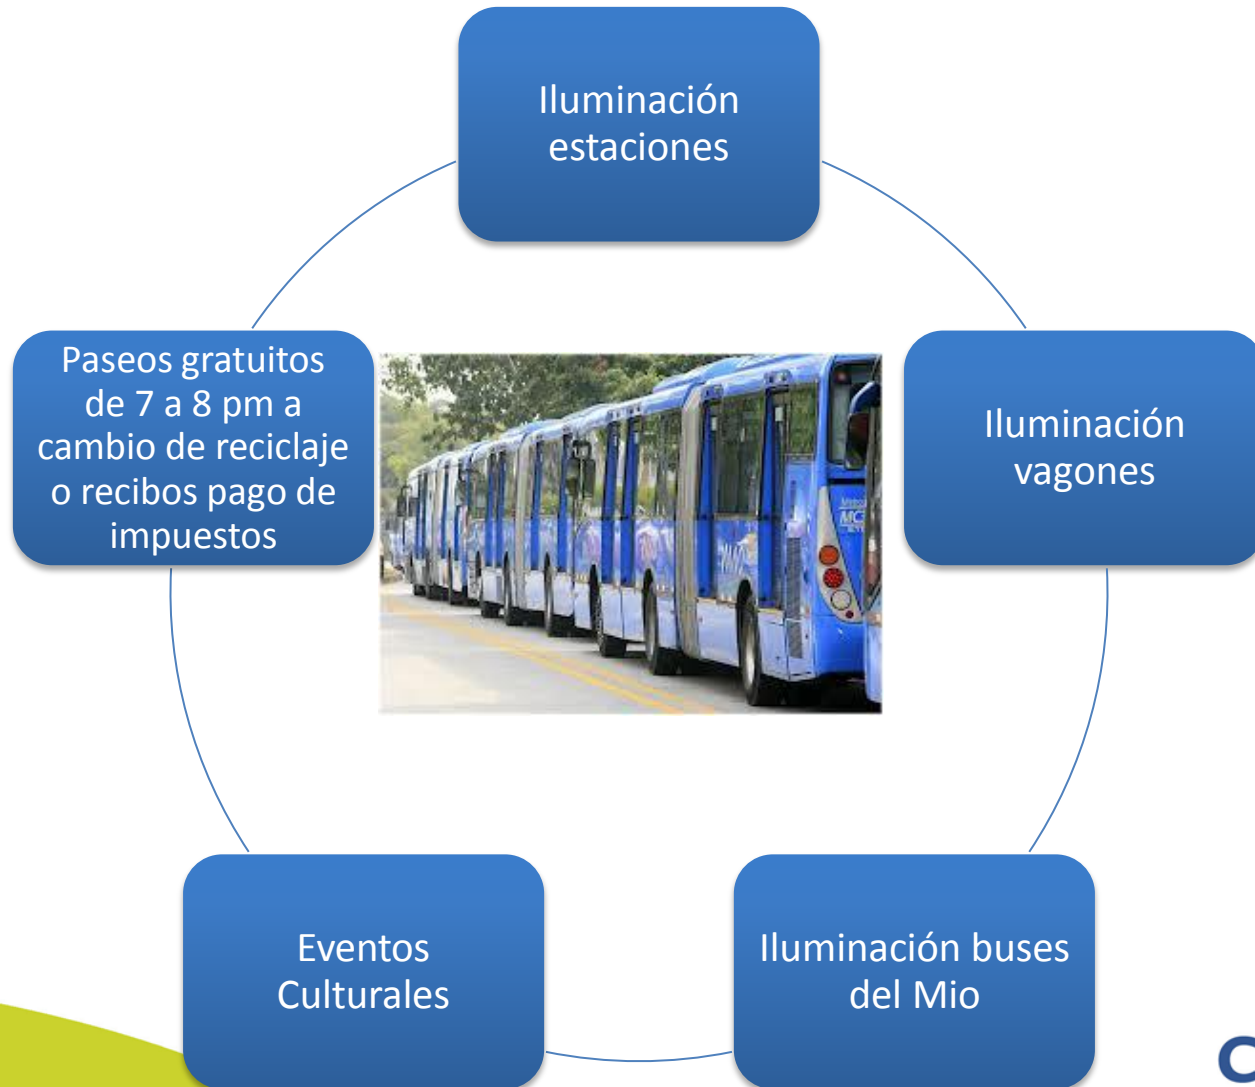 Iluminación
estaciones
Iluminación
vagones
Iluminación buses
del Mio
Eventos
Culturales
Paseos gratuitos
de 7 a 8 pm a
cambio de reciclaje
o recibos pago de
impuestos